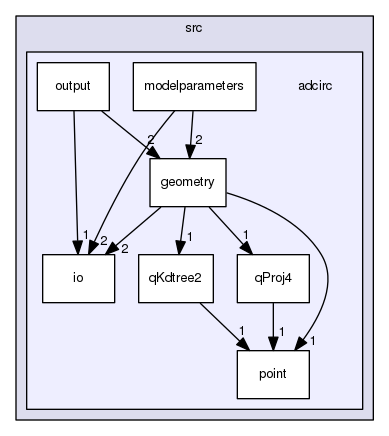 src
output
modelparameters
adcirc
2
2
geometry
1
2
2
1
1
io
qKdtree2
qProj4
1
1
1
point